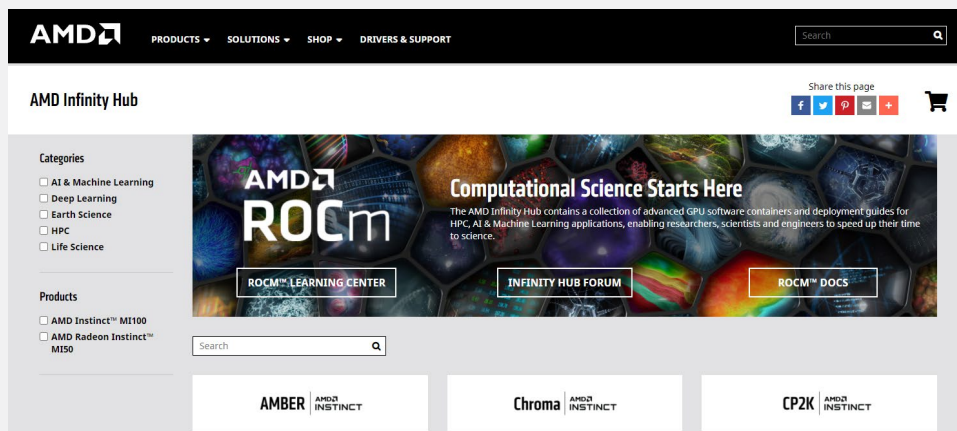 AMD
PRODUCTS SOLUTIONS SHOP DRIVERS & SUPPORT
Search
AMD Infinity Hub
Share this page
Categories
AI & Machine Learning
Deep Learning
Earth Science
HPC
Life Science
Products
AMD Instinct™ MI100
AMD Radeon Instinct™
MI50
AMD
ROCm
Computational Science Starts Here
The AMD Infinity Hub contains a collection of advanced GPU software containers and deployment guides for
HPC, AI & Machine Learning applications, enabling researchers, scientists and engineers to speed up their time
to science.
ROCM™ LEARNING CENTER
INFINITY HUB FORUM
ROCM™ DOCS
Search
AMBER AMD INSTINCT
Chroma AMD INSTINCT
CP2K AMD INSTINCT